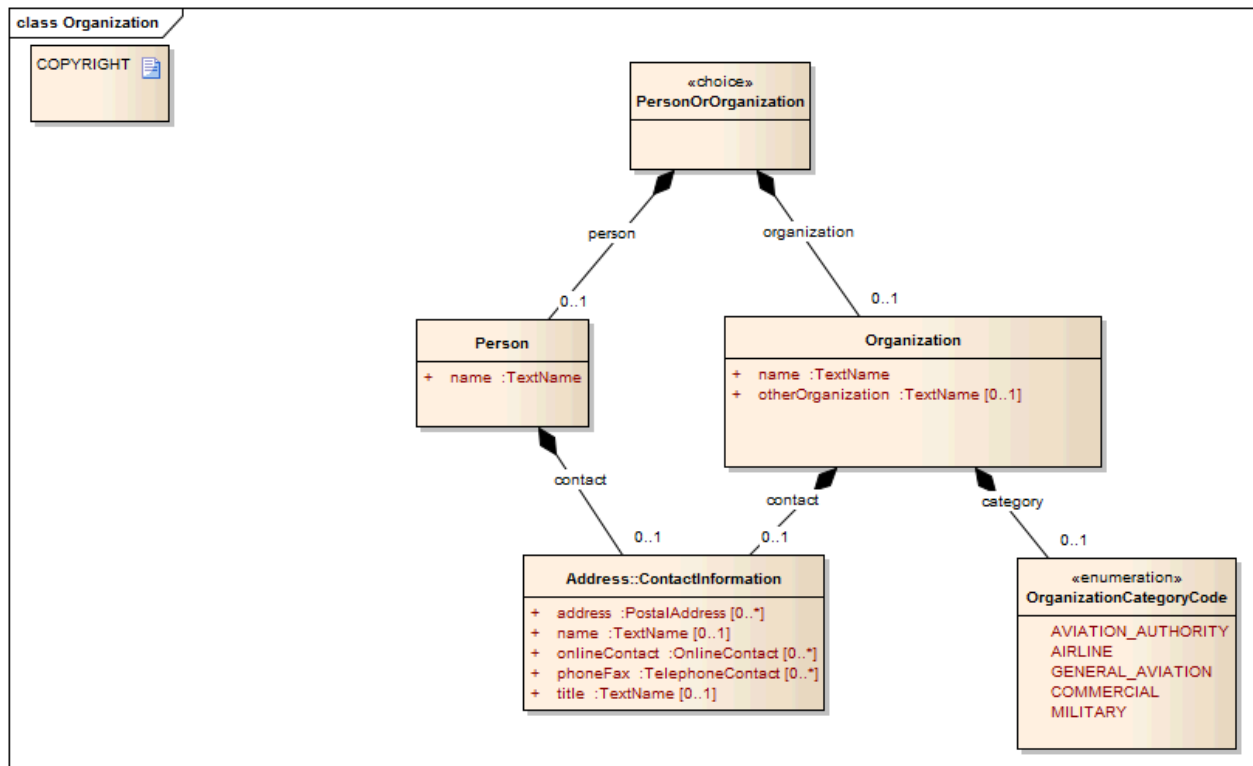 class Organization
COPYRIGHT
«choice»
PersonOrOrganization
person
organization
0..1
0..1
Person
+ name :TextName
Organization
+ name :TextName
+ otherOrganization :TextName [0..1]
contact
contact
category
0..1
0..1
0..1
Address::ContactInformation
+ address :PostalAddress [0..*]
+ name :TextName [0..1]
+ onlineContact :OnlineContact [0..*]
+ phoneFax :TelephoneContact [0..*]
+ title :TextName [0..1]
«enumeration»
OrganizationCategoryCode
AVIATION_AUTHORITY
AIRLINE
GENERAL_AVIATION
COMMERCIAL
MILITARY